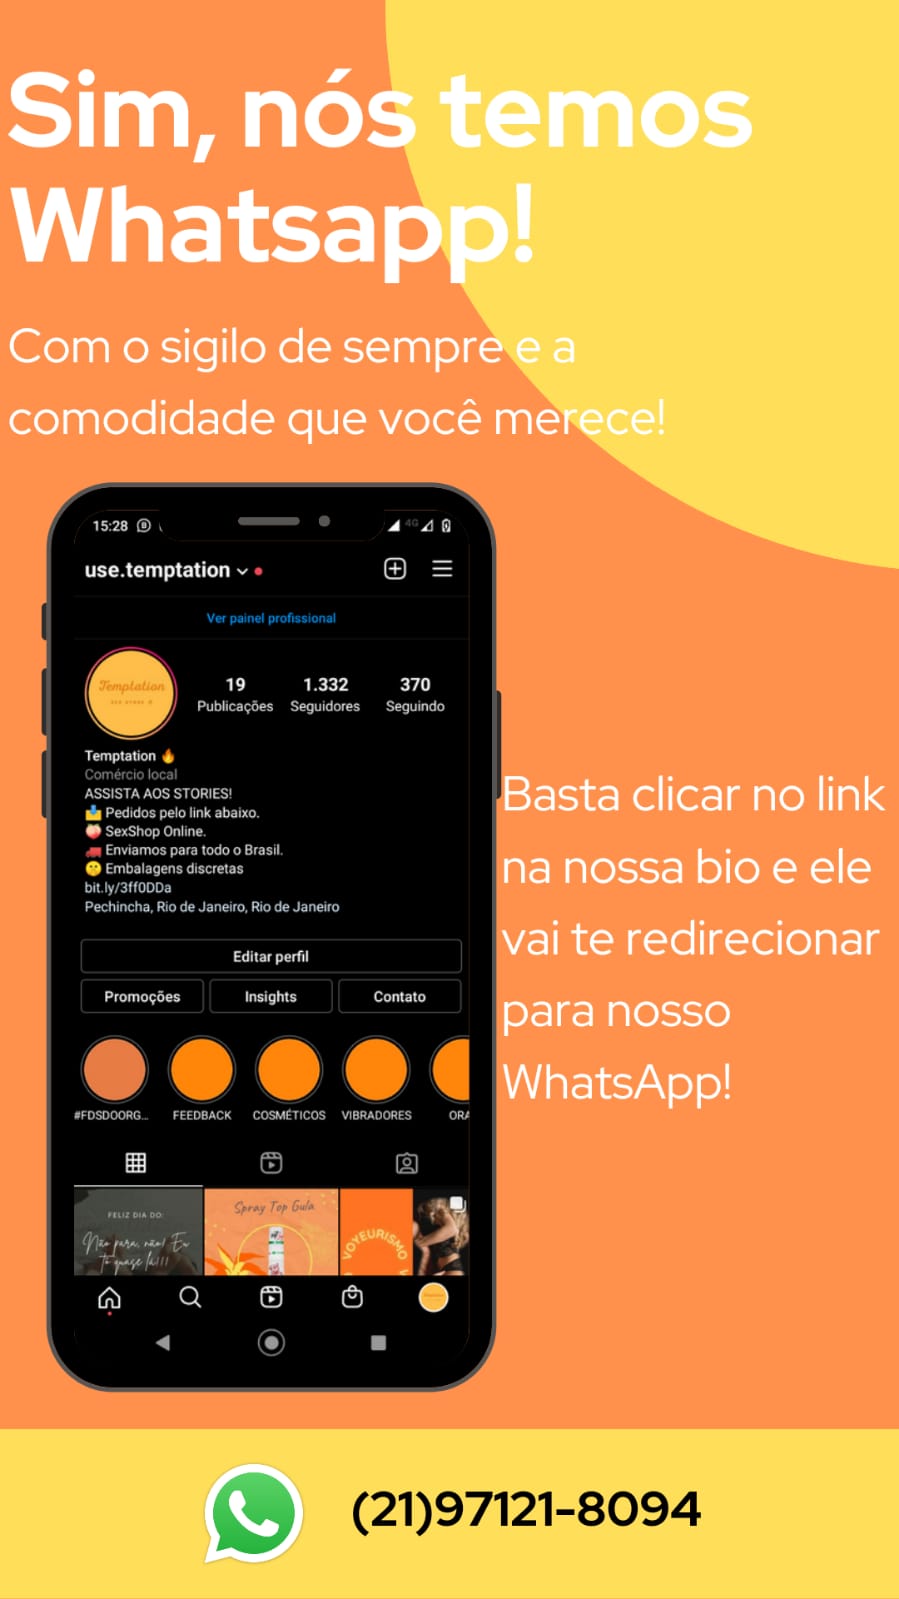 Sim, nós temos
Whatsapp!
Com o sigilo de sempre e a
comodidade que você merece!
15:28
4G
use.temptation
Ver painel profissional
Temptation
SEX STORE
19
Publicações
1.332
Seguidores
370
Seguindo
Temptation 🔥
Comércio local
ASSISTA AOS STORIES!
📩 Pedidos pelo link abaixo.
🍑 SexShop Online.
🚚 Enviamos para todo o Brasil.
🤫 Embalagens discretas
bit.ly/3ff0DDa
Pechincha, Rio de Janeiro, Rio de Janeiro
Editar perfil
Promoções
Insights
Contato
#FDSDOORG...
FEEDBACK
COSMÉTICOS
VIBRADORES
ORA
FELIZ DIA DO:
Não para, não! Eu
tô quase lá!!!
Spray Top Gula
VOYEURISMO
Basta clicar no link
na nossa bio e ele
vai te redirecionar
para nosso
WhatsApp!
(21)97121-8094